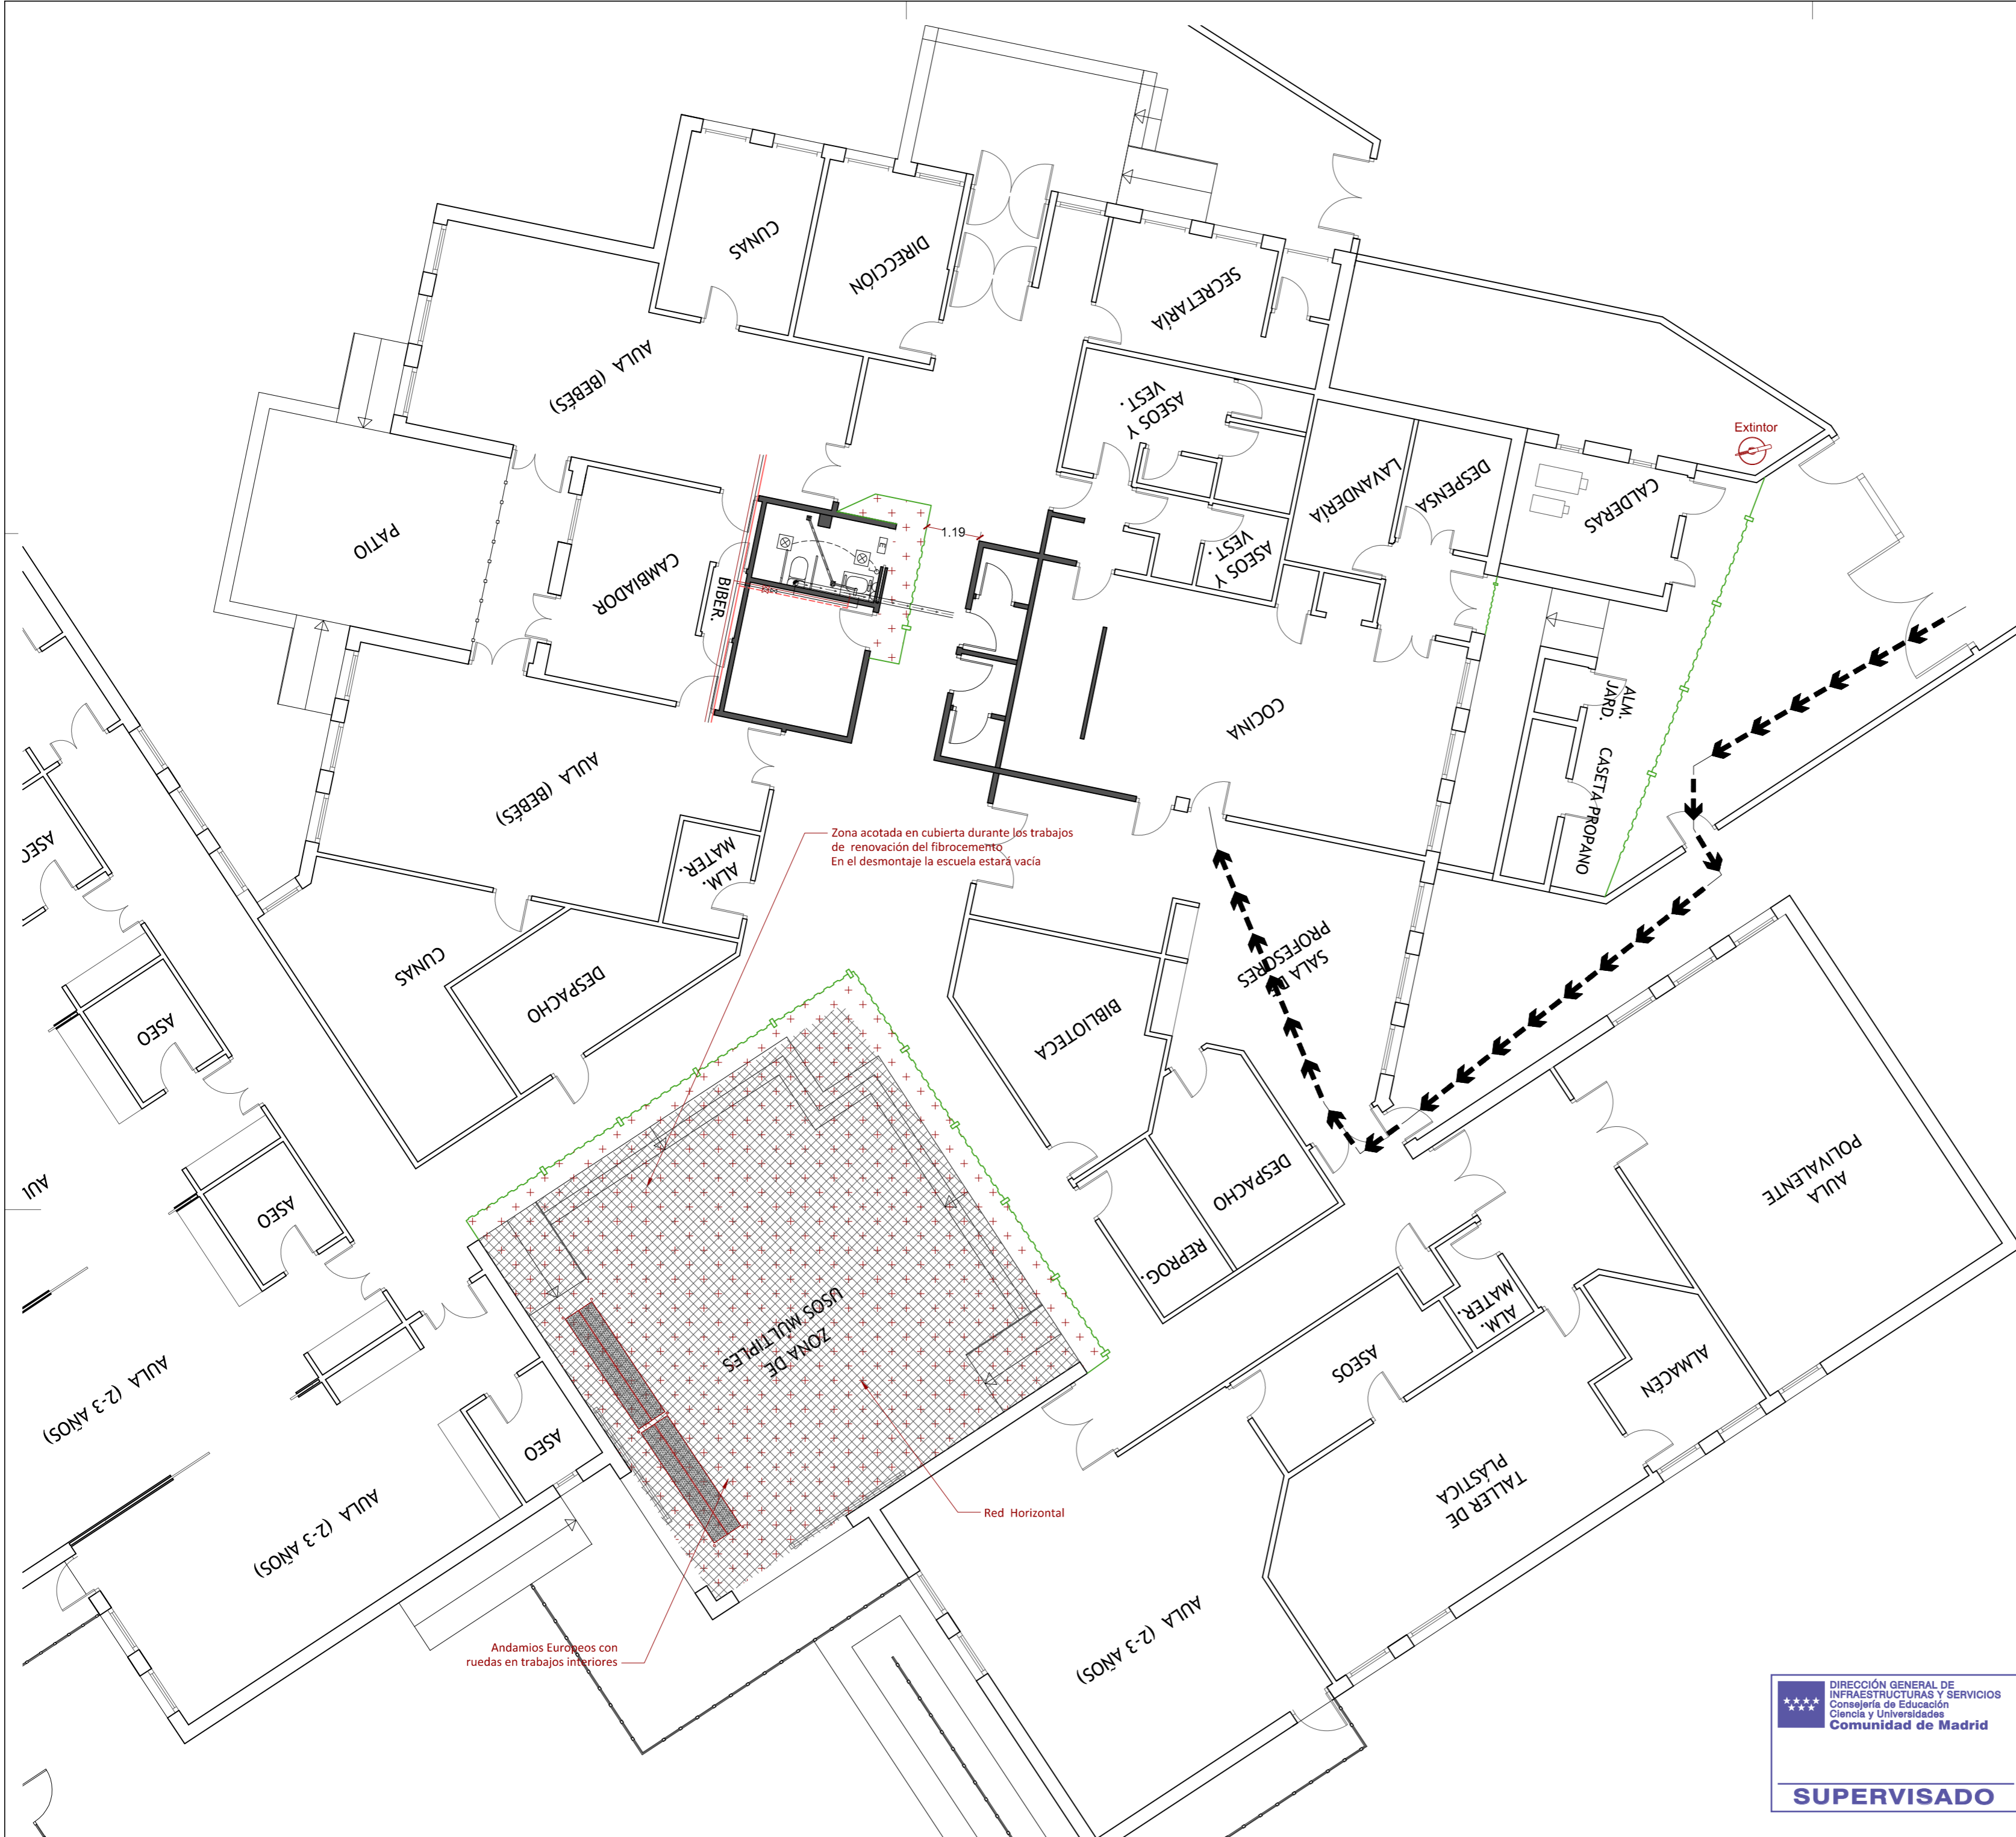 CUNAS
DIRECCIÓN
SECRETARÍA
AULA (BEBÉS)
ASEOS Y
VEST.
LAVANDERÍA
DESPENSA
CALDERAS
Extintor
PATIO
CAMBIADOR
BIBER.
1.19
ASEOS Y
VEST.
COCINA
ALM.
JARD.
CASETA PROPANO
AULA (BEBÉS)
ALM.
MATER.
Zona acotada en cubierta durante los trabajos
de renovación del fibrocemento
En el desmontaje la escuela estará vacía
ASEO
CUNAS
DESPACHO
SALA DE
PROFESORES
BIBLIOTECA
ASEO
DESPACHO
AULA
POLIVALENTE
AUL
ASEO
REPROG.
ZONA DE
USOS MÚLTIPLES
ALM.
MATER.
ASEOS
ALMACÉN
AULA (2-3 AÑOS)
ASEO
AULA (2-3 AÑOS)
TALLER DE
PLÁSTICA
Red Horizontal
AULA (2-3 AÑOS)
Andamios Europeos con
ruedas en trabajos interiores
DIRECCIÓN GENERAL DE
INFRAESTRUCTURAS Y SERVICIOS
Consejería de Educación
Ciencia y Universidades
Comunidad de Madrid
SUPERVISADO